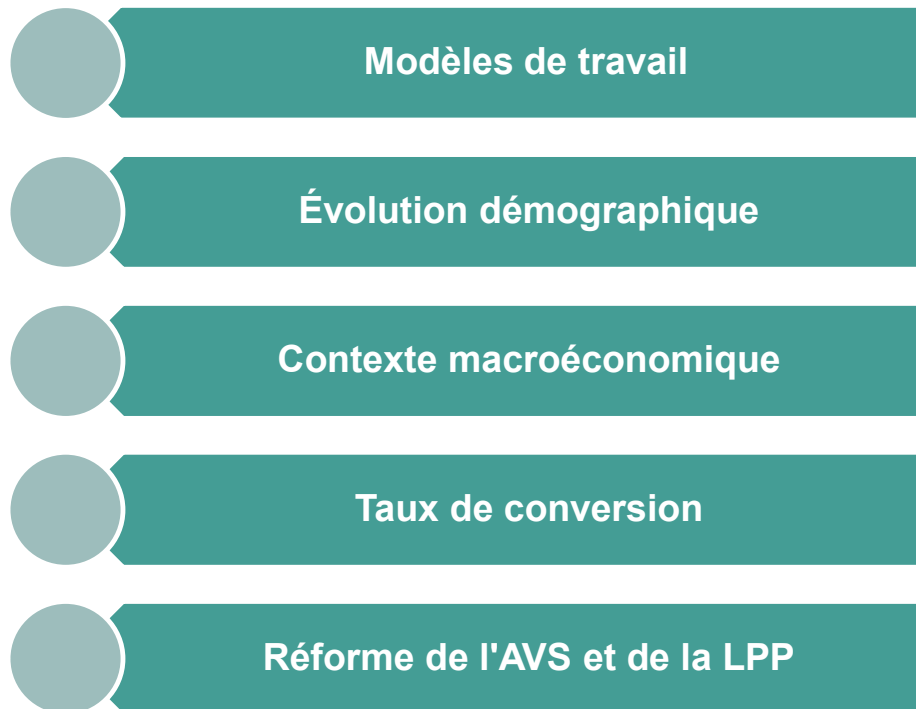 Modèles de travail
Évolution démographique
Contexte macroéconomique
Taux de conversion
Réforme de l'AVS et de la LPP